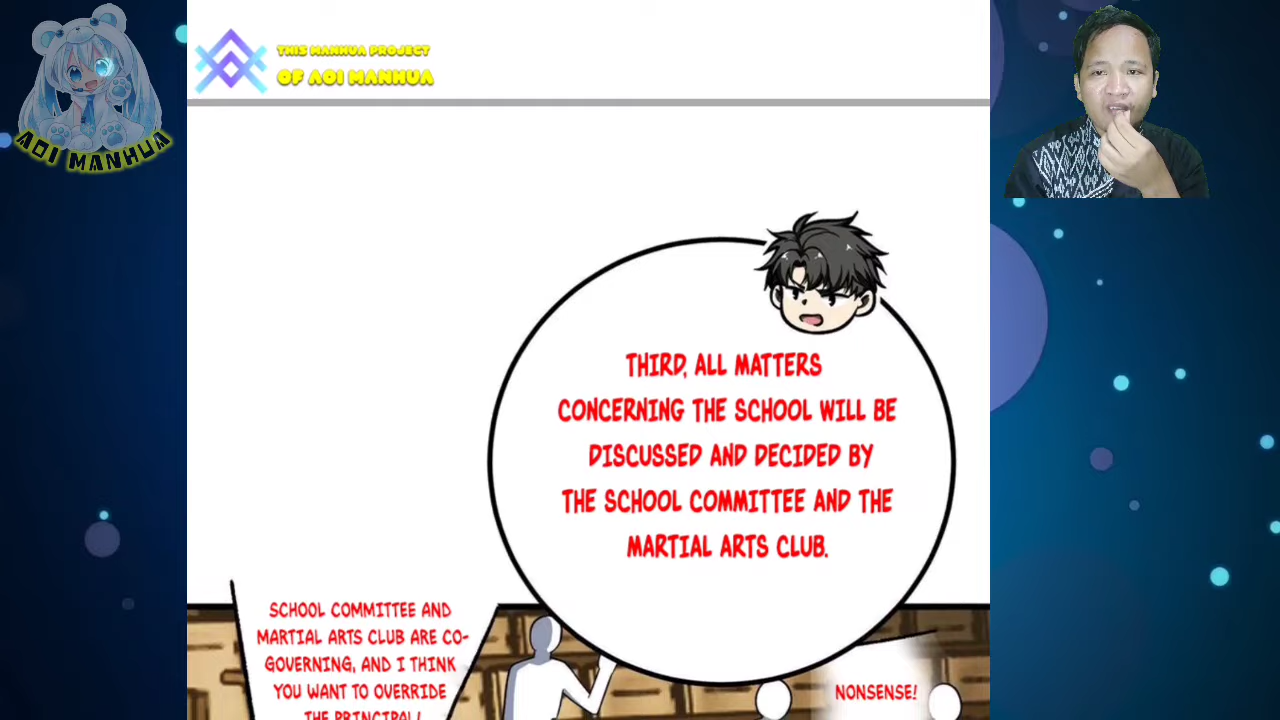 THIS MANHUA PROJECT
OF AOI MANHUA
AOI MANHUA
THIRD, ALL MATTERS
CONCERNING THE SCHOOL WILL BE
DISCUSSED AND DECIDED BY
THE SCHOOL COMMITTEE AND THE
MARTIAL ARTS CLUB.
SCHOOL COMMITTEE AND
MARTIAL ARTS CLUB ARE CO-
GOVERNING, AND I THINK
YOU WANT TO OVERRIDE
THE PRINCIPAL!
NONSENSE!